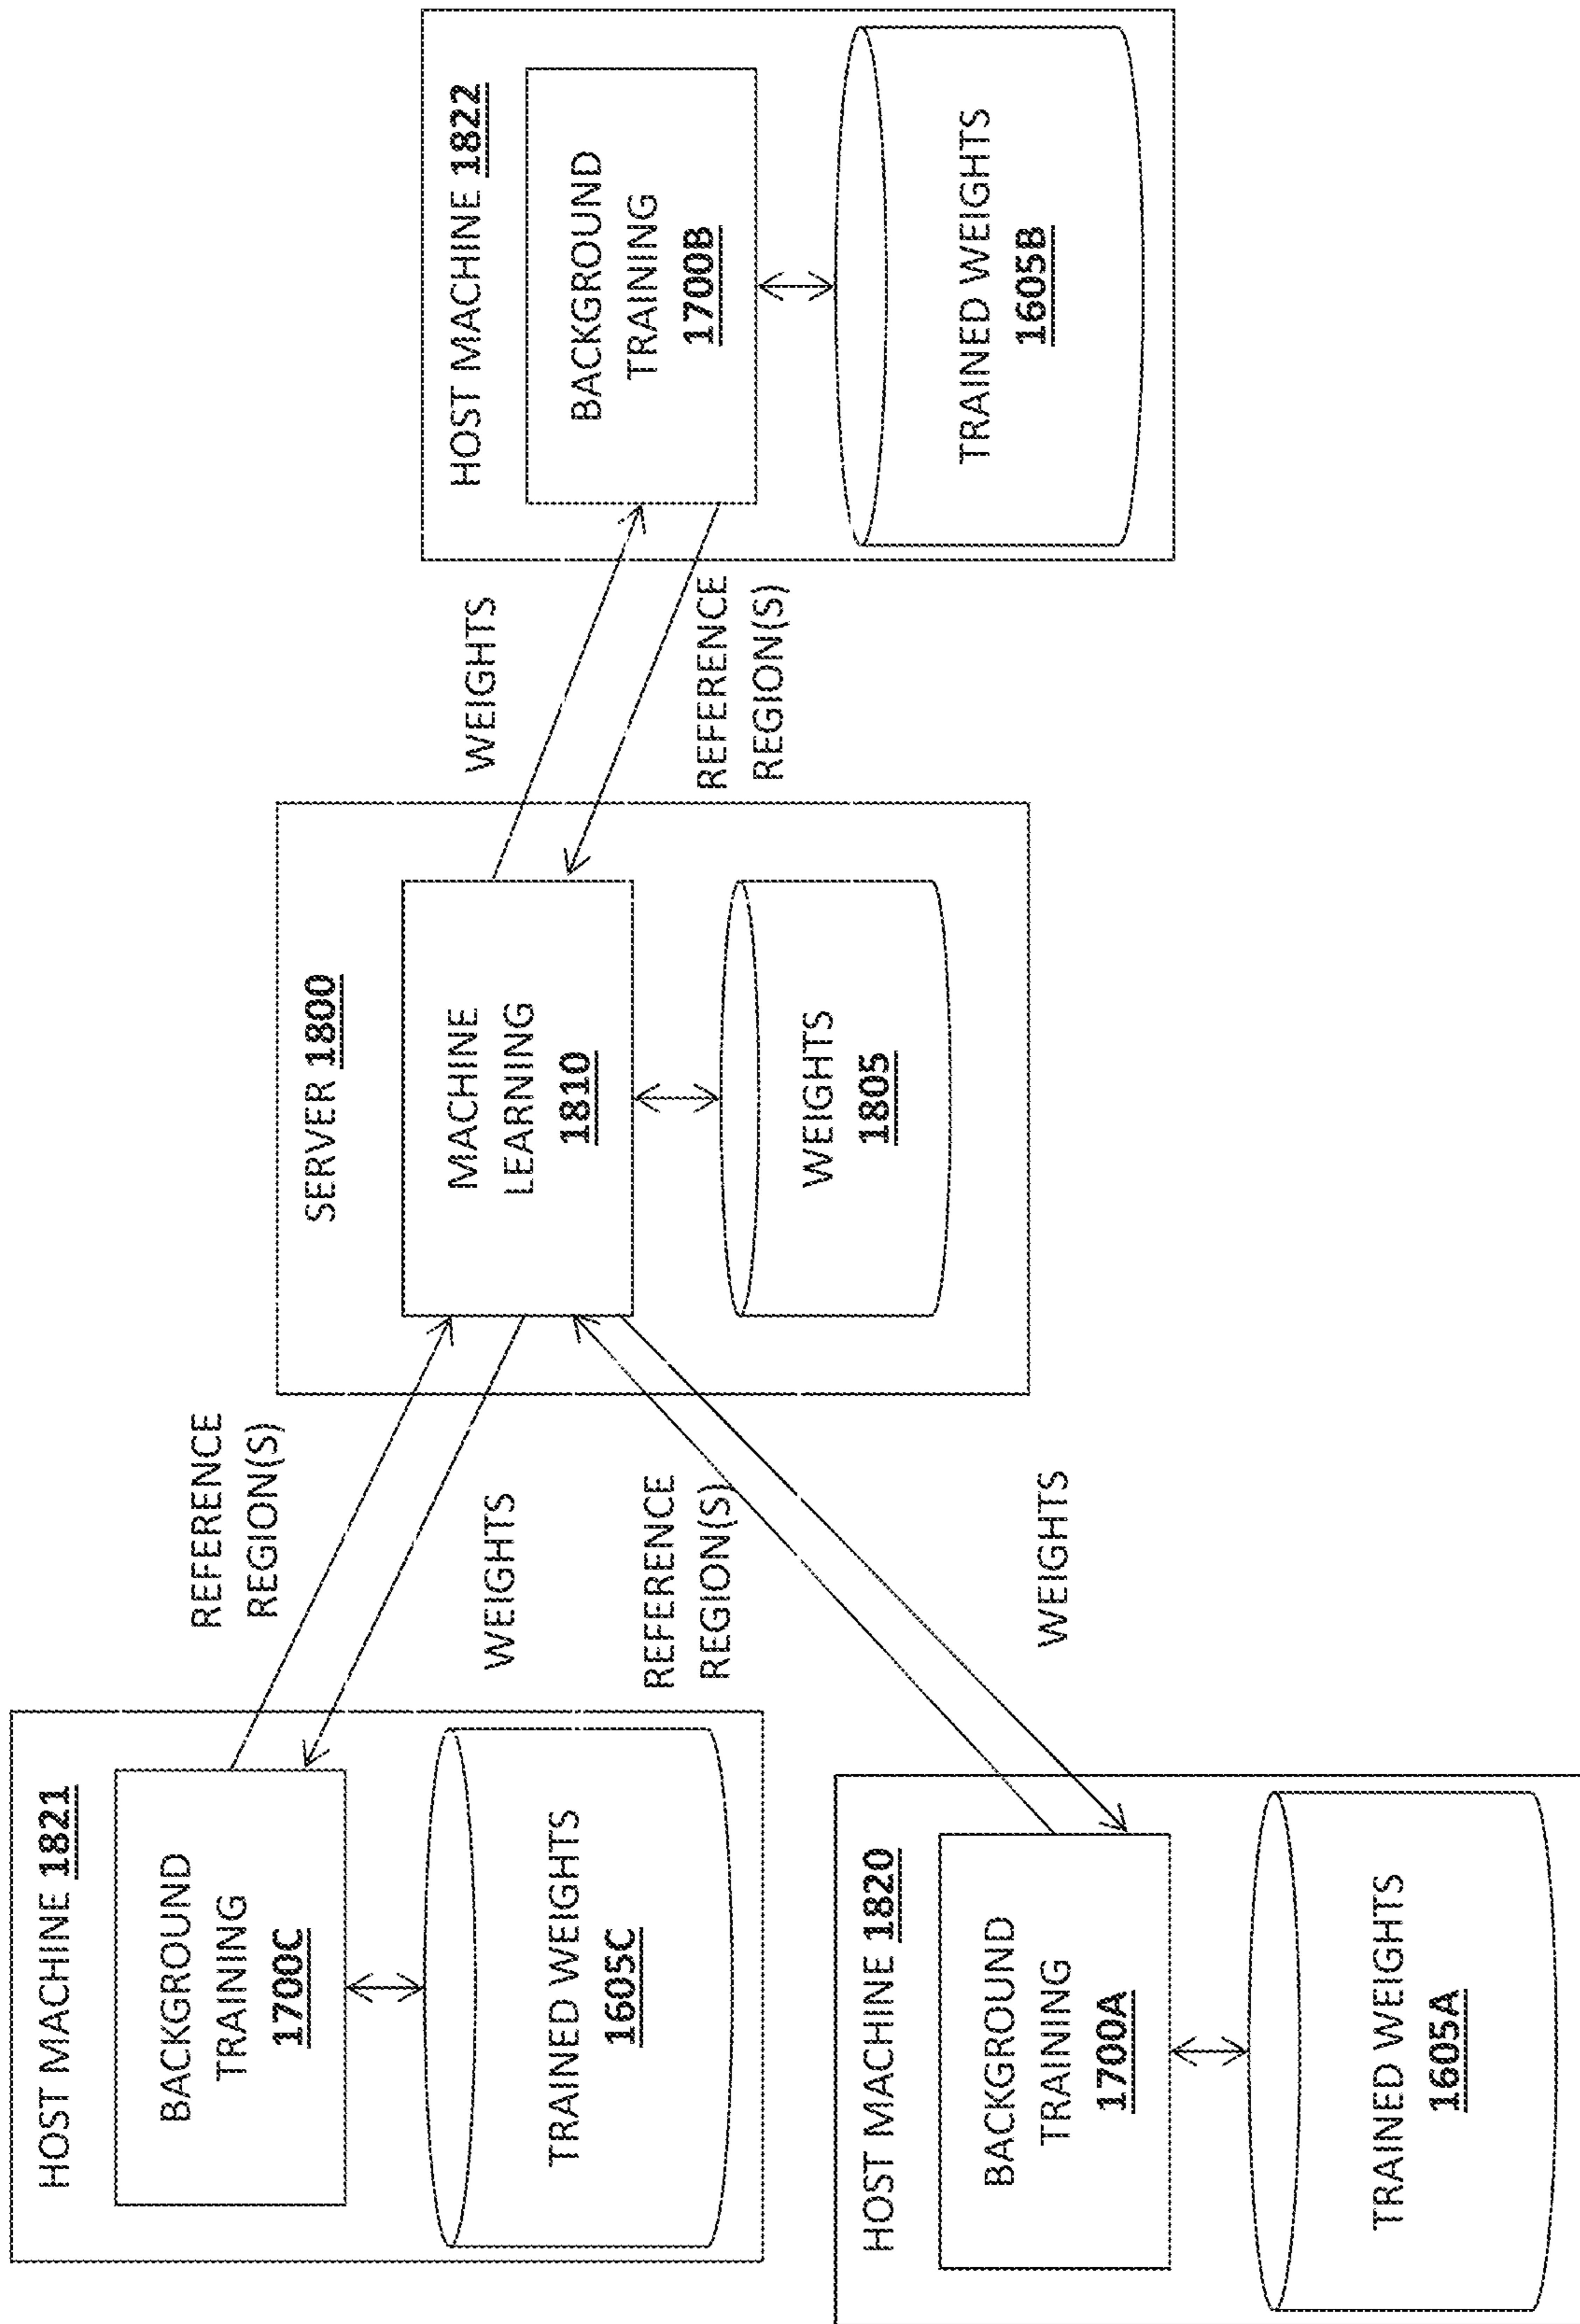 HOST MACHINE 1821
BACKGROUND
TRAINING
1700C
TRAINED WEIGHTS
1605C
REFERENCE
REGION(S)
WEIGHTS
HOST MACHINE 1820
BACKGROUND
TRAINING
1700A
TRAINED WEIGHTS
1605A
REFERENCE
REGION(S)
WEIGHTS
SERVER 1800
MACHINE
LEARNING
1810
WEIGHTS
1805
WEIGHTS
REFERENCE
REGION(S)
HOST MACHINE 1822
BACKGROUND
TRAINING
1700B
TRAINED WEIGHTS
1605B